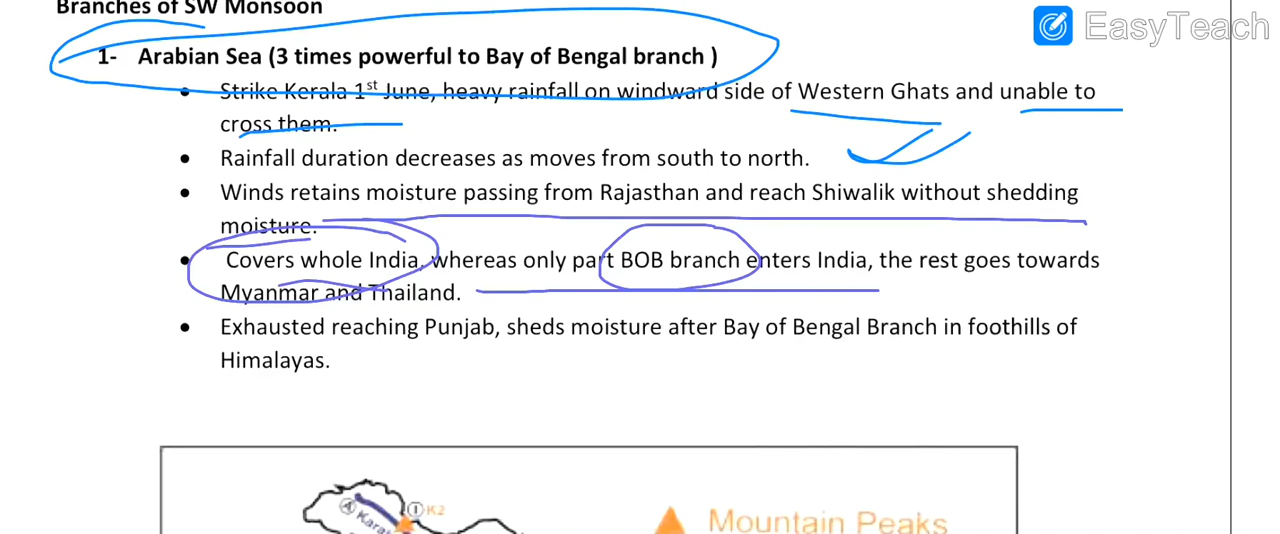 Branches of SW Monsoon
EasyTeach
1- Arabian Sea (3 times powerful to Bay of Bengal branch )
• Strike Kerala 1st June, heavy rainfall on windward side of Western Ghats and unable to
cross them.
• Rainfall duration decreases as moves from south to north.
• Winds retains moisture passing from Rajasthan and reach Shiwalik without shedding
moisture.
• Covers whole India, whereas only part BOB branch enters India, the rest goes towards
Myanmar and Thailand.
• Exhausted reaching Punjab, sheds moisture after Bay of Bengal Branch in foothills of
Himalayas.
① K2
Mountain Peaks